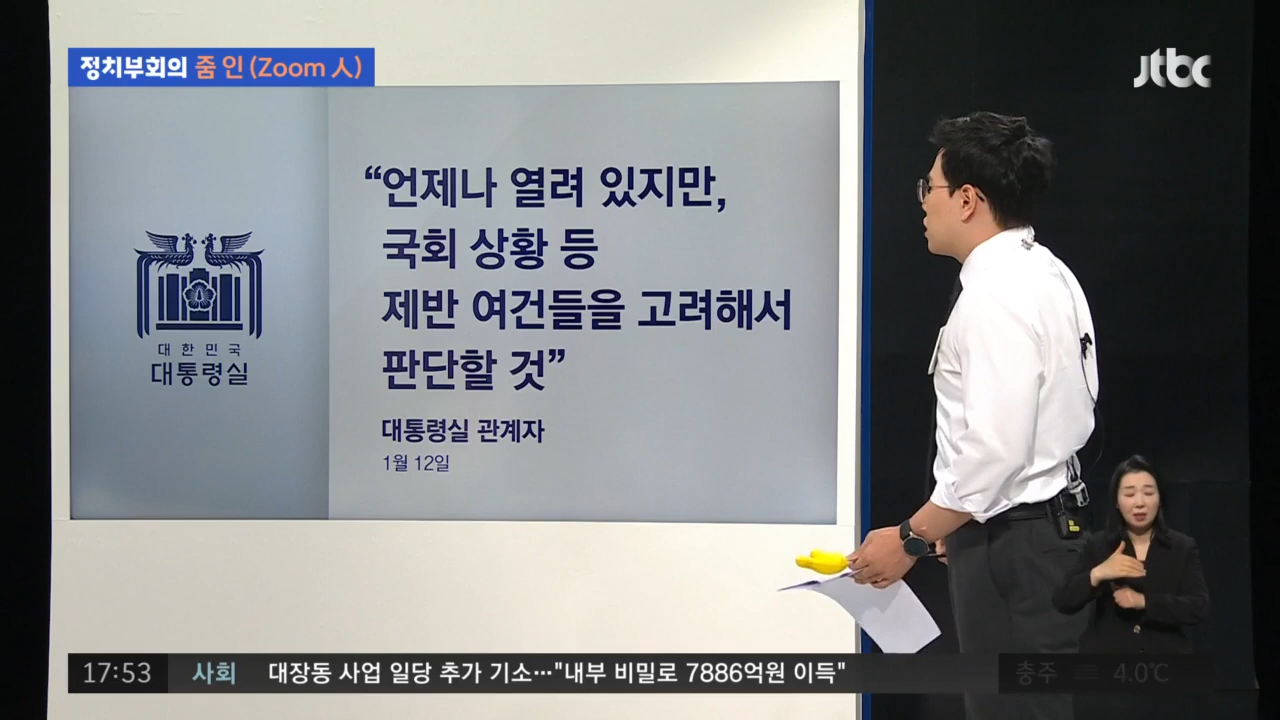 정치부회의 줌 인 (Zoom 人)
jtbc
“언제나 열려 있지만,
국회 상황 등
제반 여건들을 고려해서
판단할 것”
대한민국
대통령실
대통령실 관계자
1월 12일
17:53 사회 대장동 사업 일당 추가 기소…"내부 비밀로 7886억원 이득" 충주 4.0℃